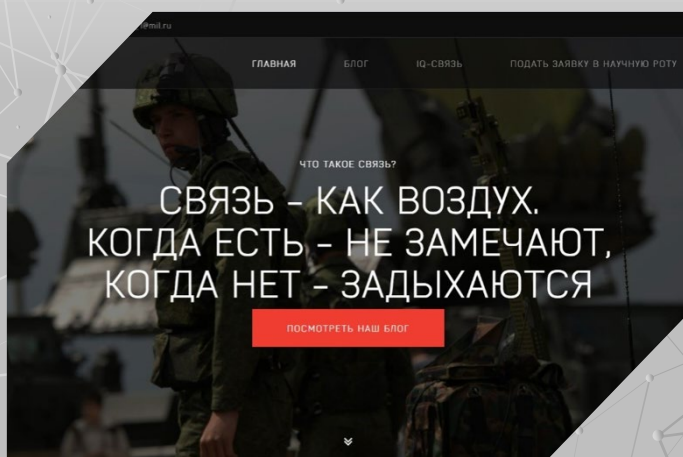 @mil.ru
ГЛАВНАЯ БЛОГ IQ-СВЯЗЬ ПОДАТЬ ЗАЯВКУ В НАУЧНУЮ РОТУ
ЧТО ТАКОЕ СВЯЗЬ?
СВЯЗЬ – КАК ВОЗДУХ.
КОГДА ЕСТЬ – НЕ ЗАМЕЧАЮТ,
КОГДА НЕТ – ЗАДЫХАЮТСЯ
ПОСМОТРЕТЬ НАШ БЛОГ